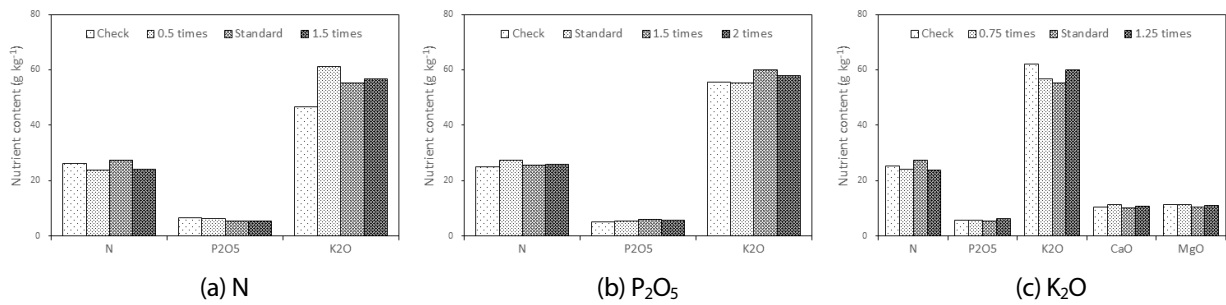 80
60
40
20
0
Nutrient content (g kg⁻¹)
Check 0.5 times Standard 1.5 times
N P2O5 K2O
(a) N
80
60
40
20
0
Nutrient content (g kg⁻¹)
Check Standard 1.5 times 2 times
N P2O5 K2O
(b) P₂O₅
80
60
40
20
0
Nutrient content (g kg⁻¹)
Check 0.75 times Standard 1.25 times
N P2O5 K2O CaO MgO
(c) K₂O